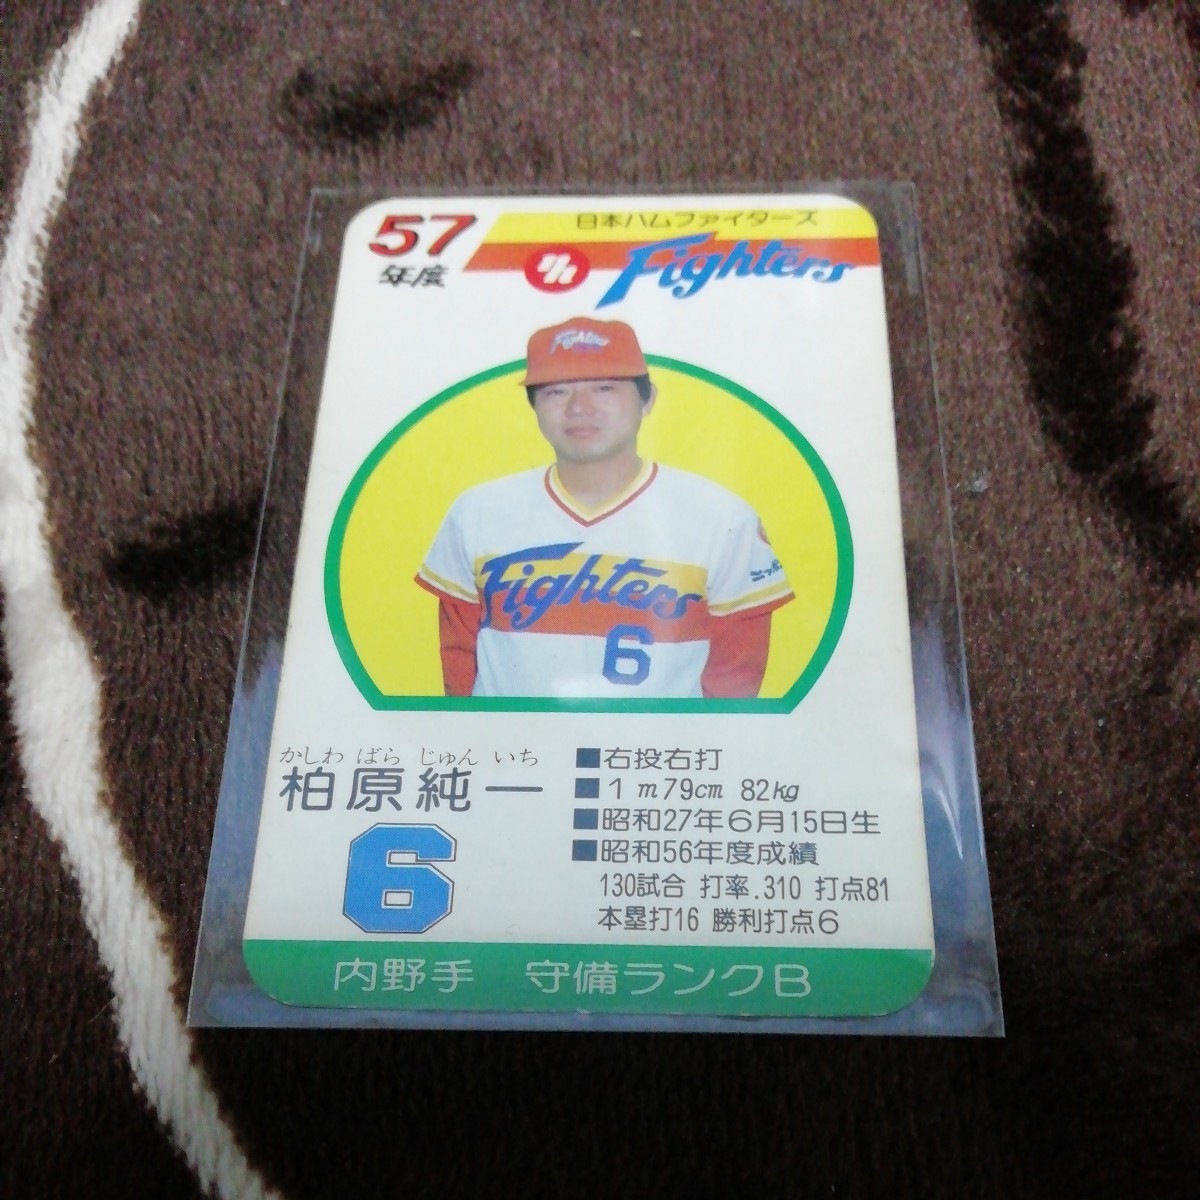 57
年度
日本ハムファイターズ
nh
Fighters
Fighters
Fighters
6
ニッポ
かしわ ばら じゅん いち
柏原純一
6
■右投右打
■1m79cm 82kg
■昭和27年6月15日生
■昭和56年度成績
130試合 打率.310 打点81
本塁打16 勝利打点6
内野手 守備ランクB